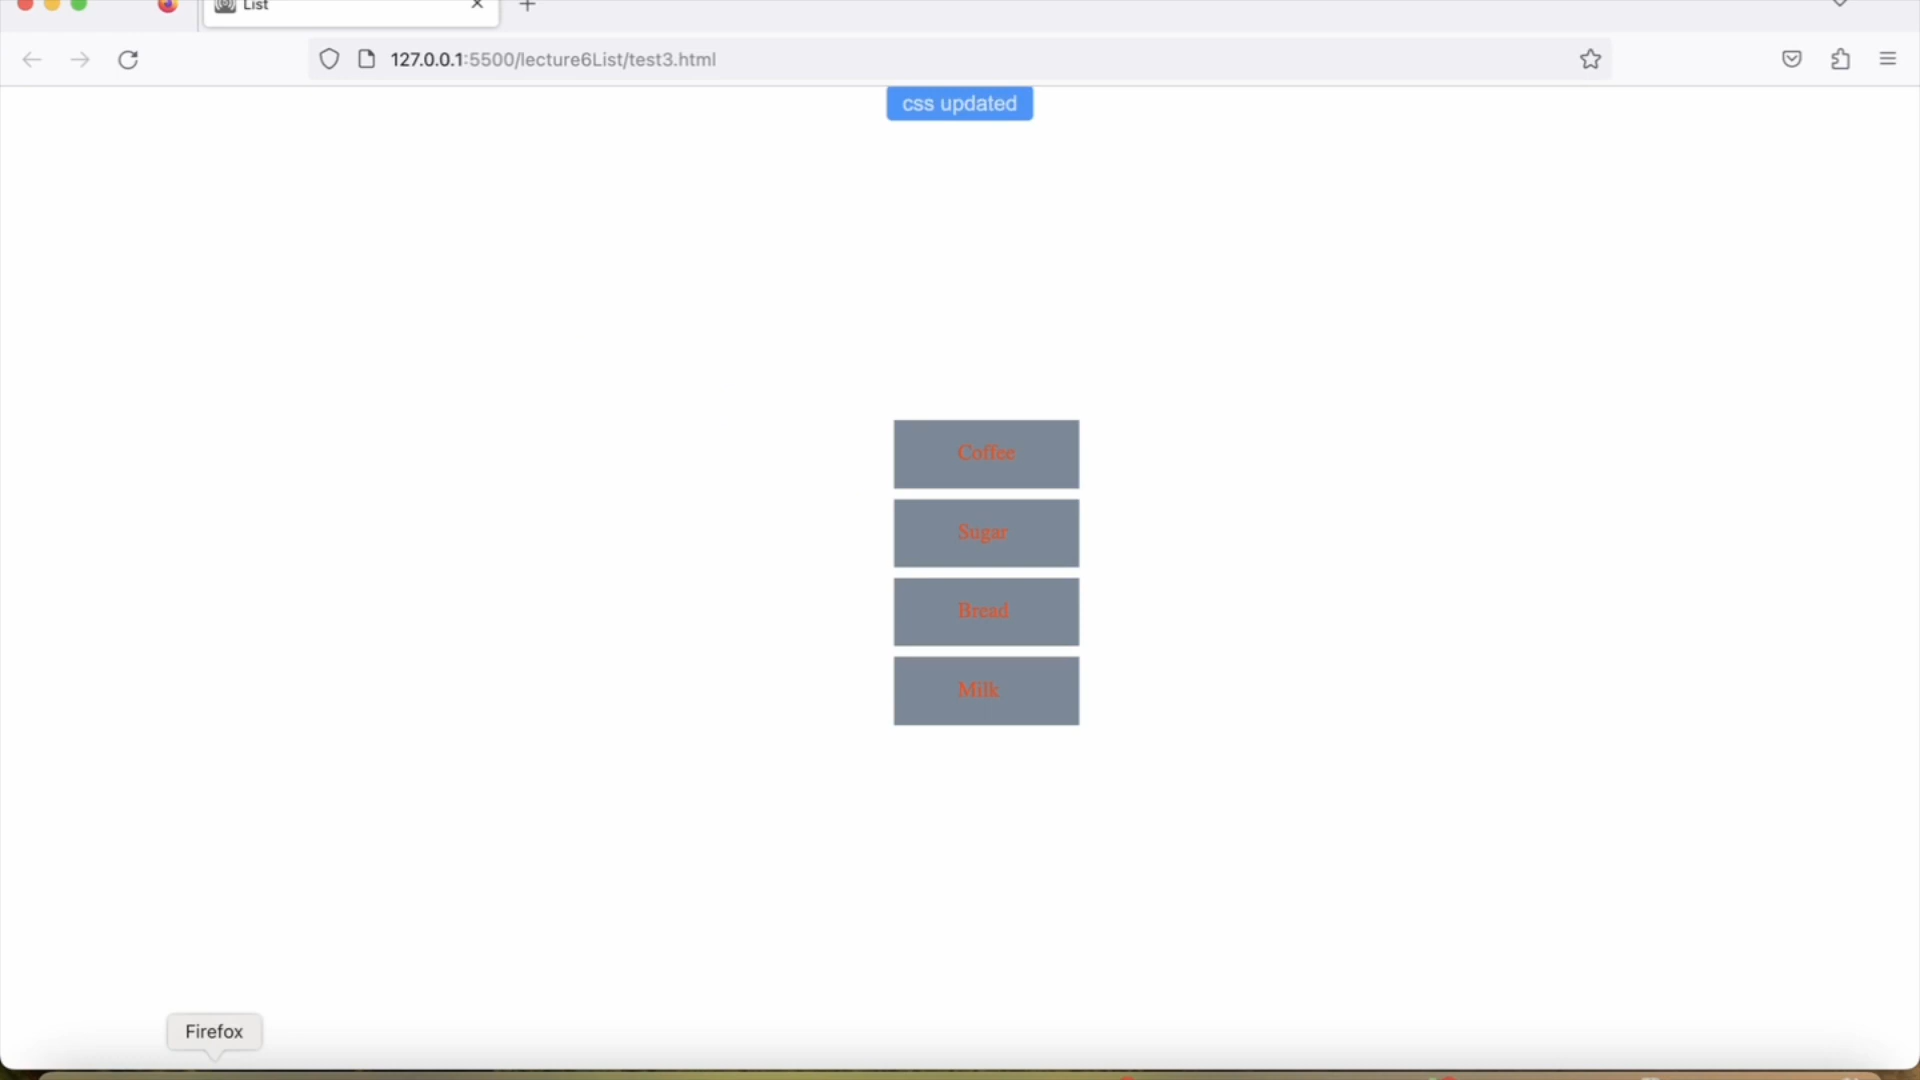 List
127.0.0.1:5500/lecture6List/test3.html
css updated
Coffee
Sugar
Bread
Milk
Firefox